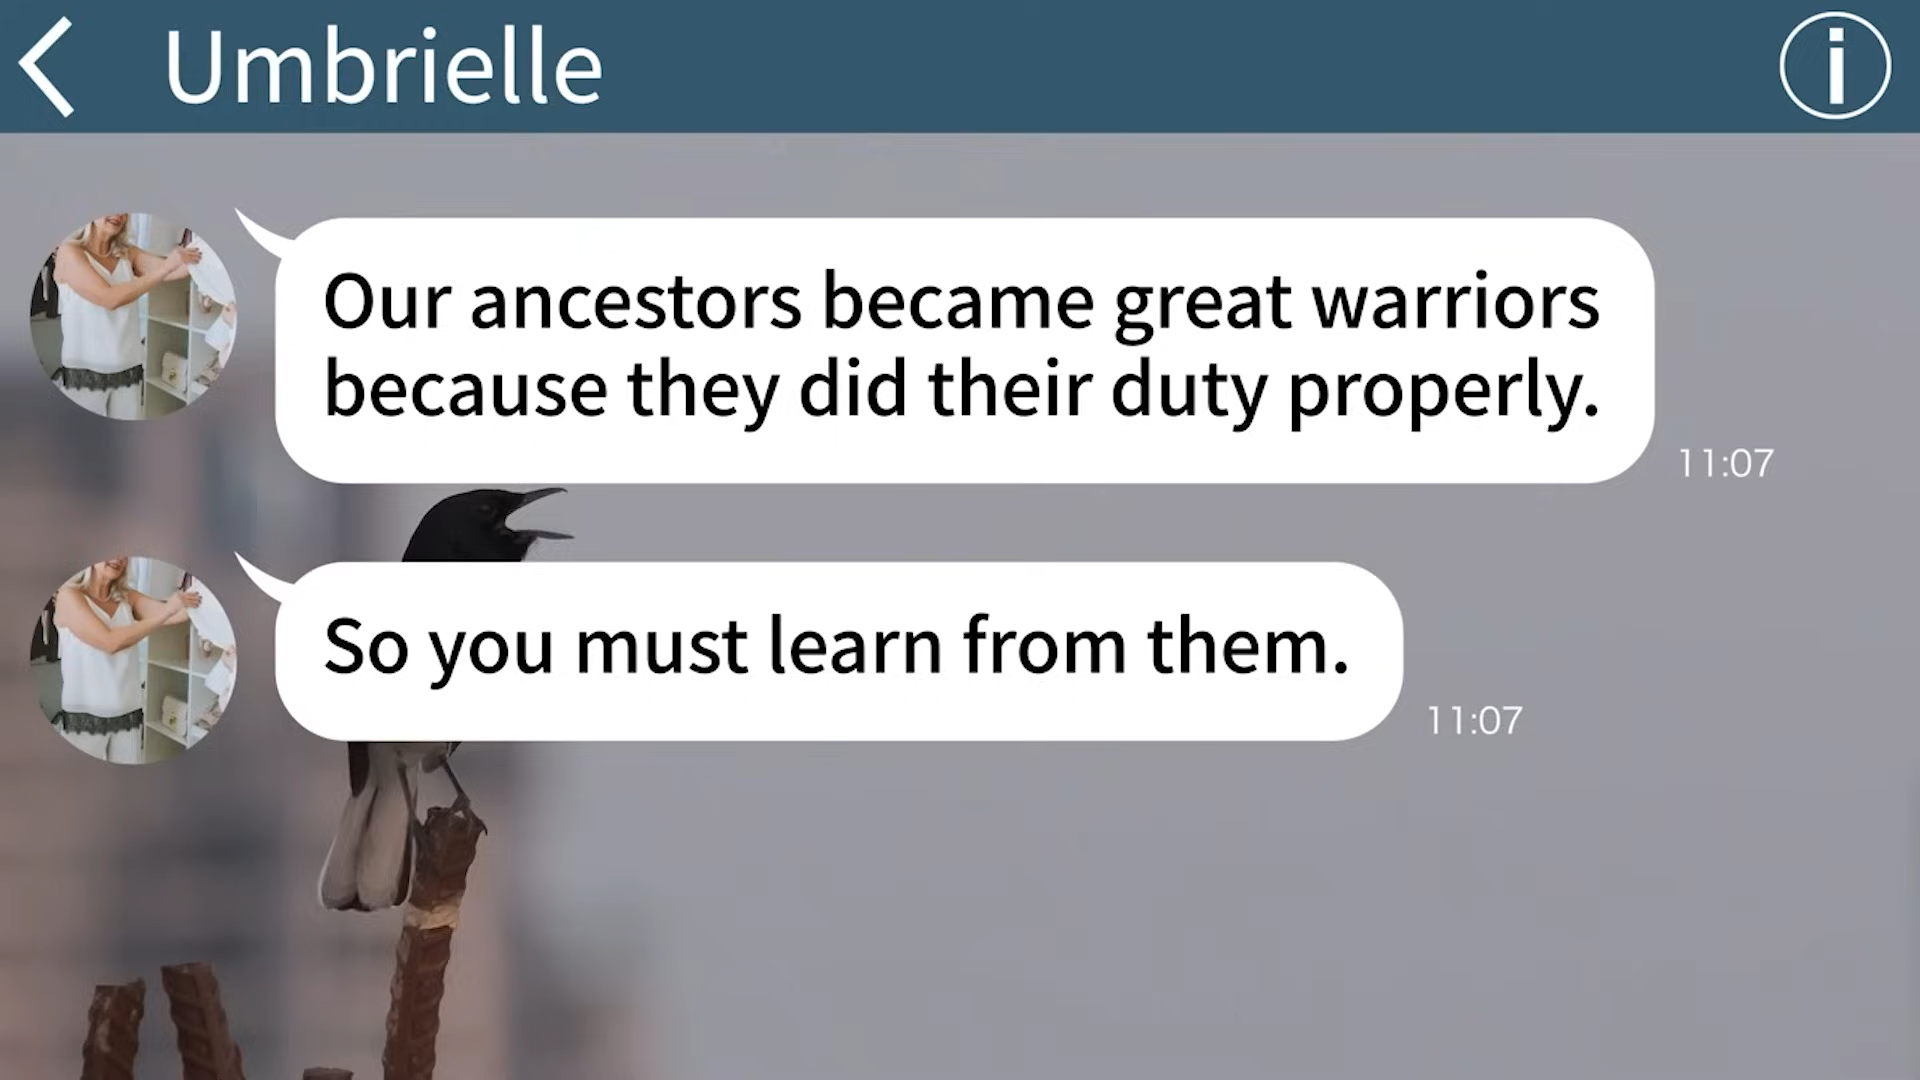 Umbrielle
Our ancestors became great warriors
because they did their duty properly.
11:07
So you must learn from them.
11:07